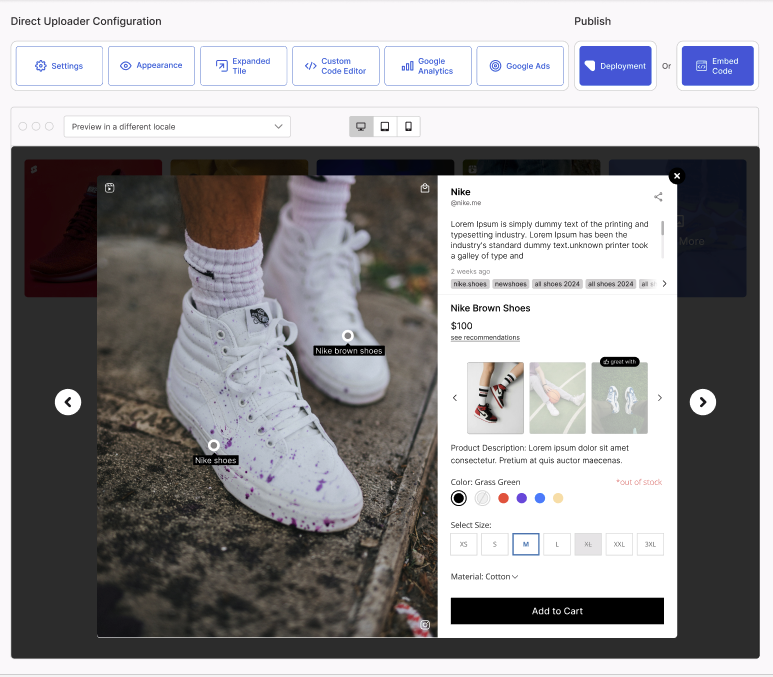 Direct Uploader Configuration
Publish
Settings
Appearance
Expanded
Tile
Custom
Code Editor
Google
Analytics
Google Ads
Deployment
Or
Embed
Code
Preview in a different locale
More
Nike
@nike.me
Lorem Ipsum is simply dummy text of the printing and
typesetting industry. Lorem Ipsum has been the
industry's standard dummy text.unknown printer took
a galley of type and
2 weeks ago
nike.shoes
newshoes
all shoes 2024
all shoes 2024
all
Nike Brown Shoes
$100
see recommendations
great with
Nike brown shoes
Nike shoes
Product Description: Lorem ipsum dolor sit amet
consectetur. Pretium at quis auctor maecenas.
Color: Grass Green
*out of stock
Select Size:
XS
S
M
L
XL
XXL
3XL
Material: Cotton
Add to Cart